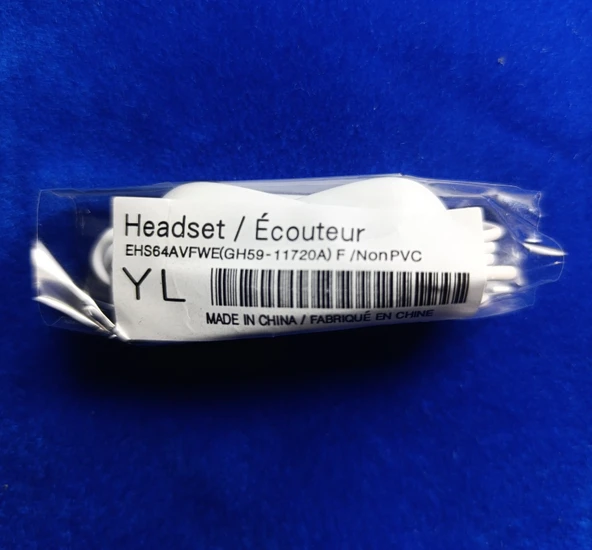 Headset / Écouteur
EHS64AVFWE(GH59-11720A) F /NonPVC
YL
MADE IN CHINA / FABRIQUÉ EN CHINE